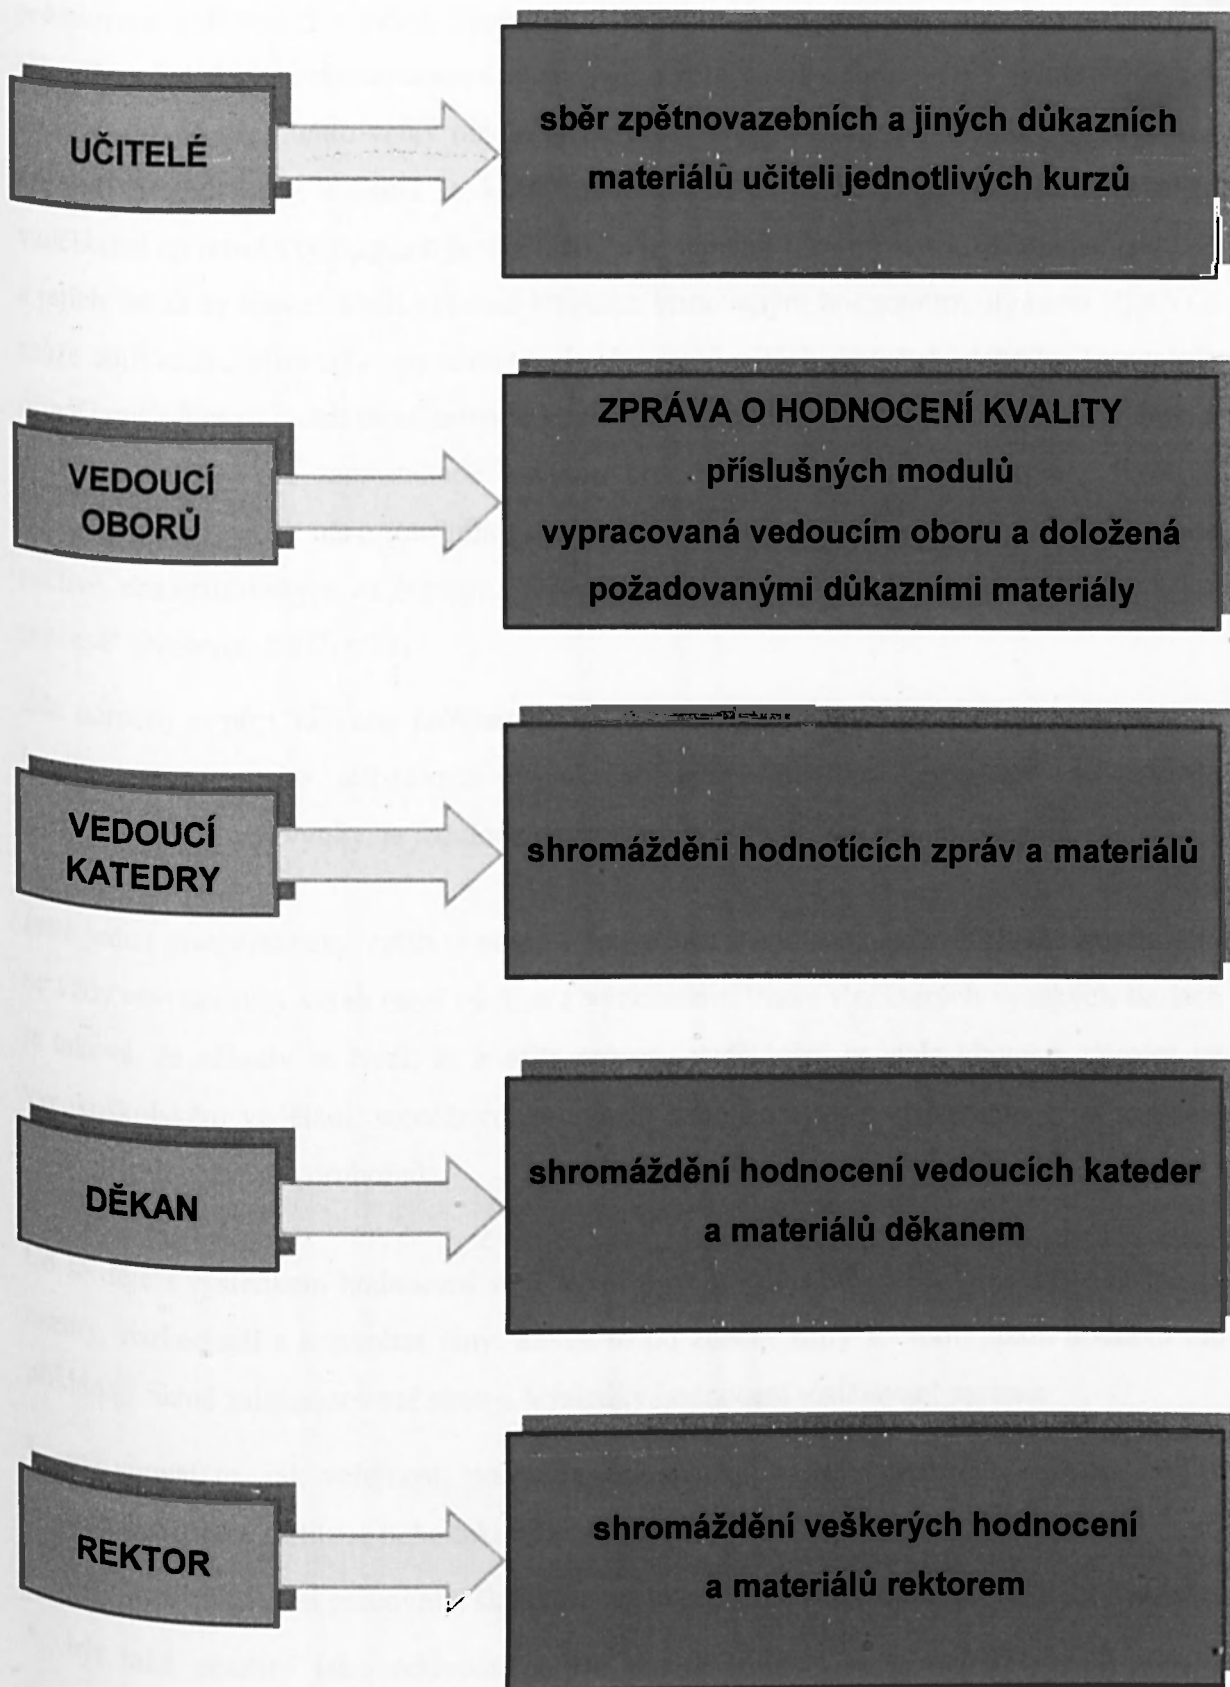 UČITELÉ
sběr zpětnovazebních a jiných důkazních
materiálů učiteli jednotlivých kurzů
VEDOUCÍ
OBORŮ
ZPRÁVA O HODNOCENÍ KVALITY
příslušných modulů
vypracovaná vedoucím oboru a doložená
požadovanými důkazními materiály
VEDOUCÍ
KATEDRY
shromážděni hodnotících zpráv a materiálů
DĚKAN
shromáždění hodnocení vedoucích kateder
a materiálů děkanem
REKTOR
shromáždění veškerých hodnocení
a materiálů rektorem